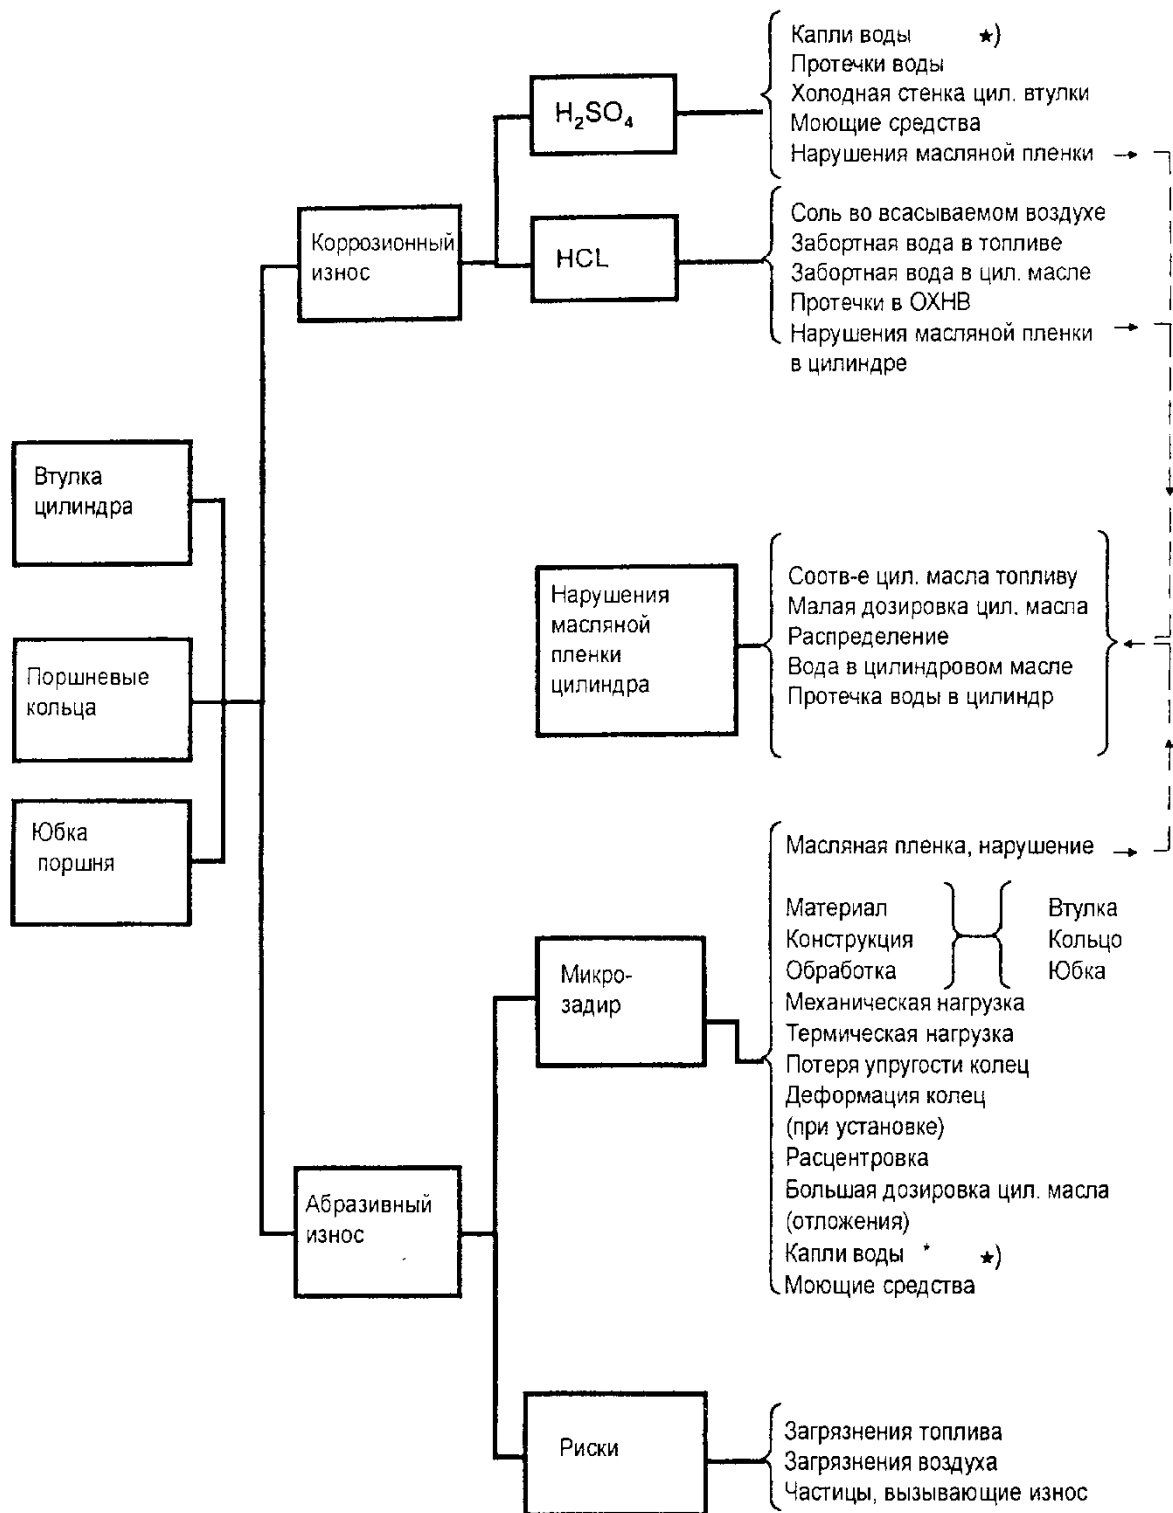 Капли воды ★)
Протечки воды
Холодная стенка цил. втулки
Моющие средства
Нарушения масляной пленки
H₂SO₄
Соль во всасываемом воздухе
Забортная вода в топливе
Забортная вода в цил. масле
Протечки в ОХНВ
Нарушения масляной пленки
в цилиндре
HCL
Коррозионный
износ
Втулка
цилиндра
Поршневые
кольца
Юбка
поршня
Нарушения
масляной
пленки
цилиндра
Соотв-е цил. масла топливу
Малая дозировка цил. масла
Распределение
Вода в цилиндровом масле
Протечка воды в цилиндр
Масляная пленка, нарушение
Материал
Конструкция
Обработка
Втулка
Кольцо
Юбка
Механическая нагрузка
Термическая нагрузка
Потеря упругости колец
Деформация колец
(при установке)
Расцентровка
Большая дозировка цил. масла
(отложения)
Капли воды * ★)
Моющие средства
Микро-
задир
Абразивный
износ
Риски
Загрязнения топлива
Загрязнения воздуха
Частицы, вызывающие износ